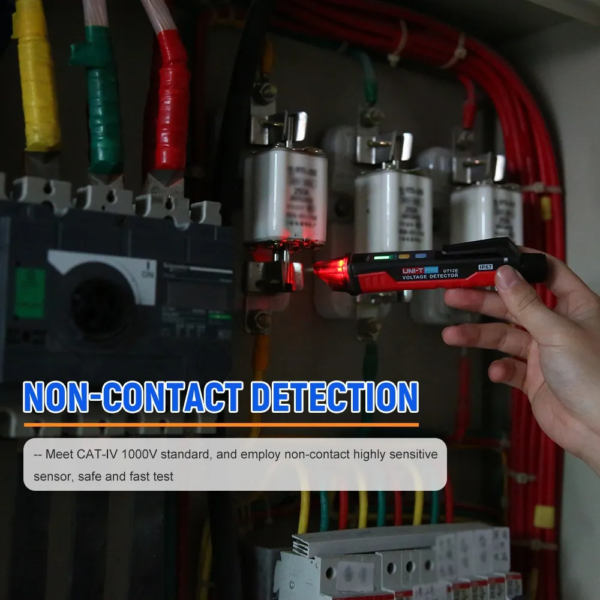 UNI-T
UT12E
VOLTAGE DETECTOR
IP67
ON
NON-CONTACT DETECTION
-- Meet CAT-IV 1000V standard, and employ non-contact highly sensitive
sensor, safe and fast test